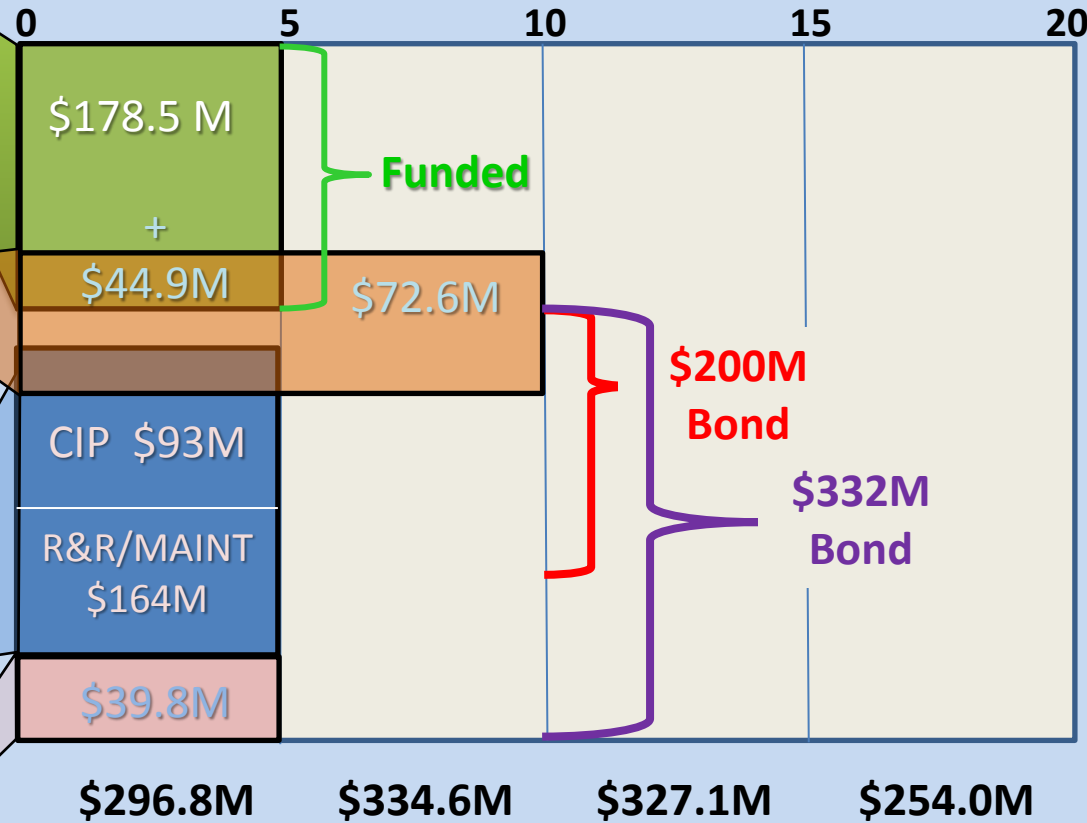 0 5 10 15 20
$178.5 M
Funded
+
$44.9M
$72.6M
$200M
Bond
CIP $93M
$332M
Bond
R&R/MAINT
$164M
$39.8M
$296.8M $334.6M $327.1M $254.0M